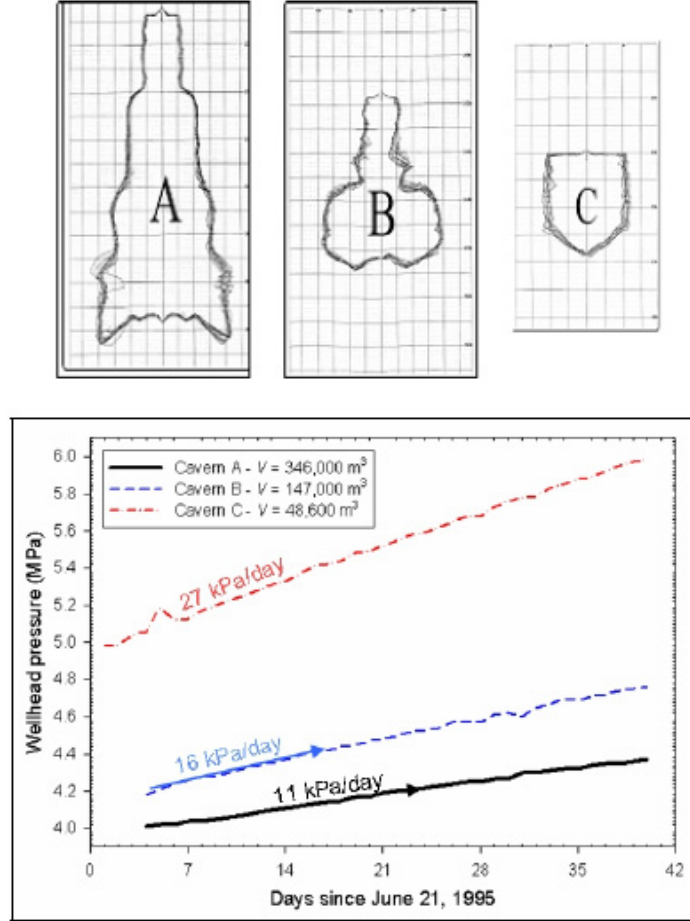 A
B
C
6.0
5.8
5.6
5.4
5.2
5.0
4.8
4.6
4.4
4.2
4.0
Wellhead pressure (MPa)
Cavern A - V = 346,000 m³
Cavern B - V = 147,000 m³
Cavern C - V = 48,600 m³
27 kPa/day
16 kPa/day
11 kPa/day
0 7 14 21 28 35 42
Days since June 21, 1995